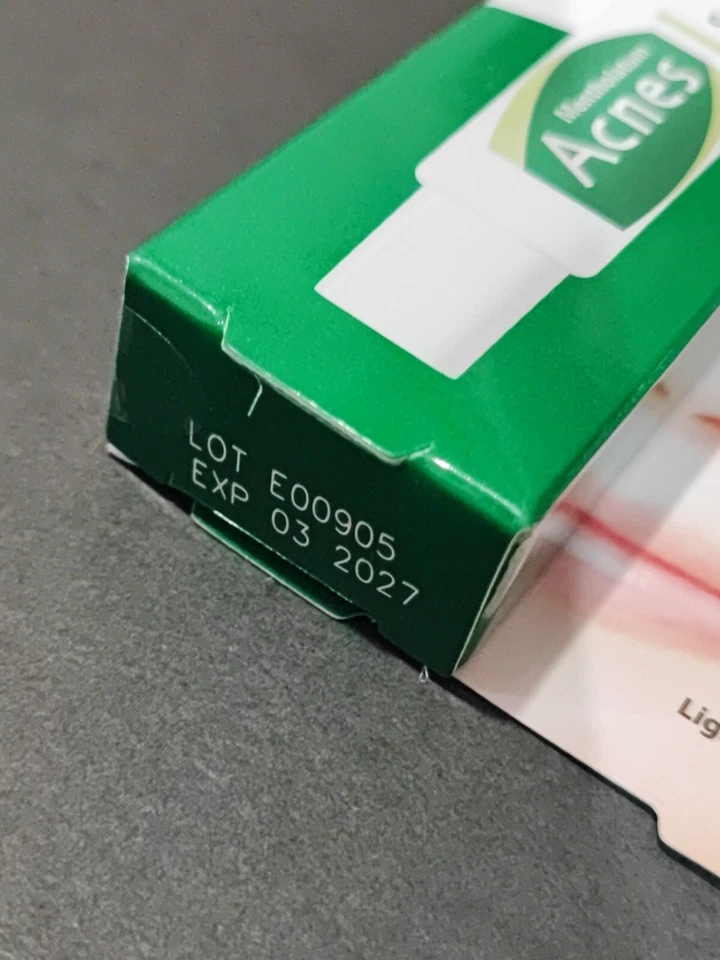 Mentholatum
Acnes
LOT E00905
EXP 03 2027
Lig